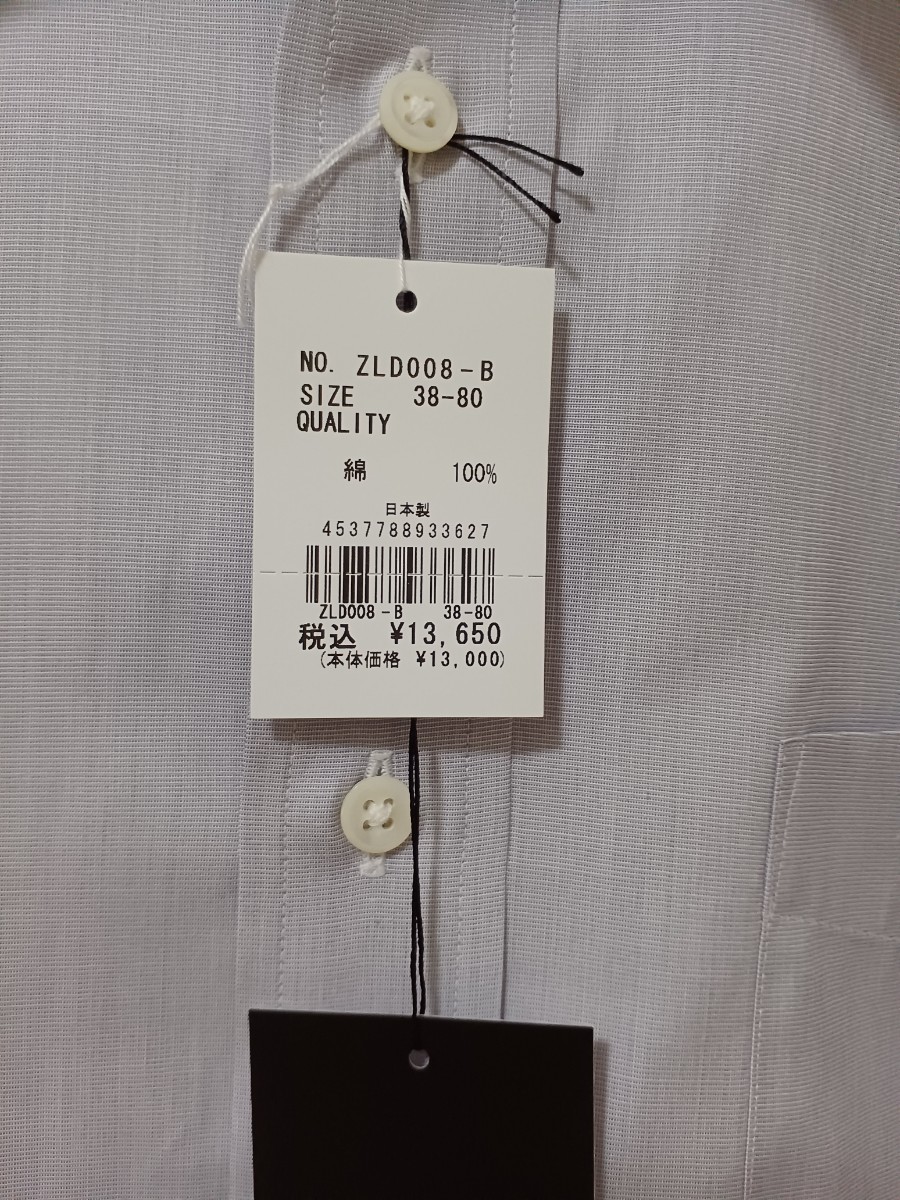 NO. ZLD008-B
SIZE 38-80
QUALITY
綿 100%
日本製
4537788933627
ZLD008-B 38-80
税込 ¥13,650
(本体価格 ¥13,000)